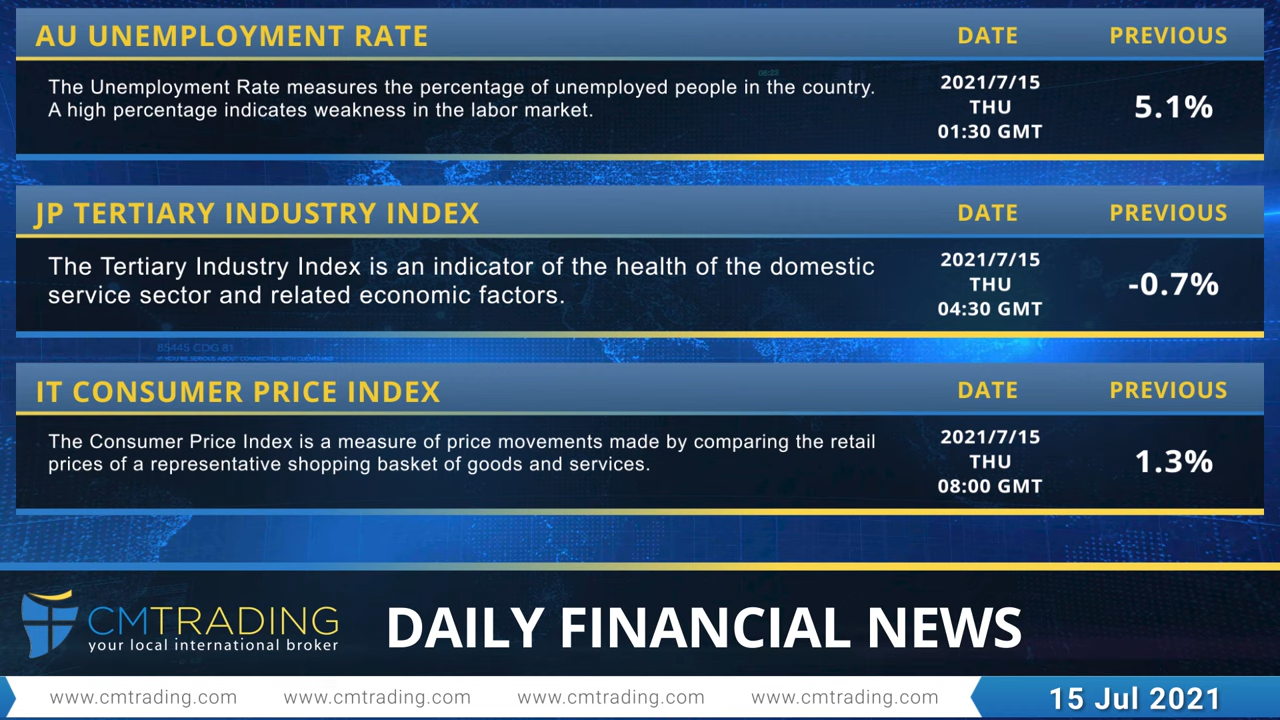 AU UNEMPLOYMENT RATE DATE PREVIOUS
The Unemployment Rate measures the percentage of unemployed people in the country.
A high percentage indicates weakness in the labor market.
2021/7/15
THU
01:30 GMT
5.1%
JP TERTIARY INDUSTRY INDEX DATE PREVIOUS
The Tertiary Industry Index is an indicator of the health of the domestic
service sector and related economic factors.
2021/7/15
THU
04:30 GMT
-0.7%
85445 CDG 81
IT CONSUMER PRICE INDEX DATE PREVIOUS
The Consumer Price Index is a measure of price movements made by comparing the retail
prices of a representative shopping basket of goods and services.
2021/7/15
THU
08:00 GMT
1.3%
CMTRADING
your local international broker
DAILY FINANCIAL NEWS
www.cmtrading.com www.cmtrading.com www.cmtrading.com www.cmtrading.com
15 Jul 2021